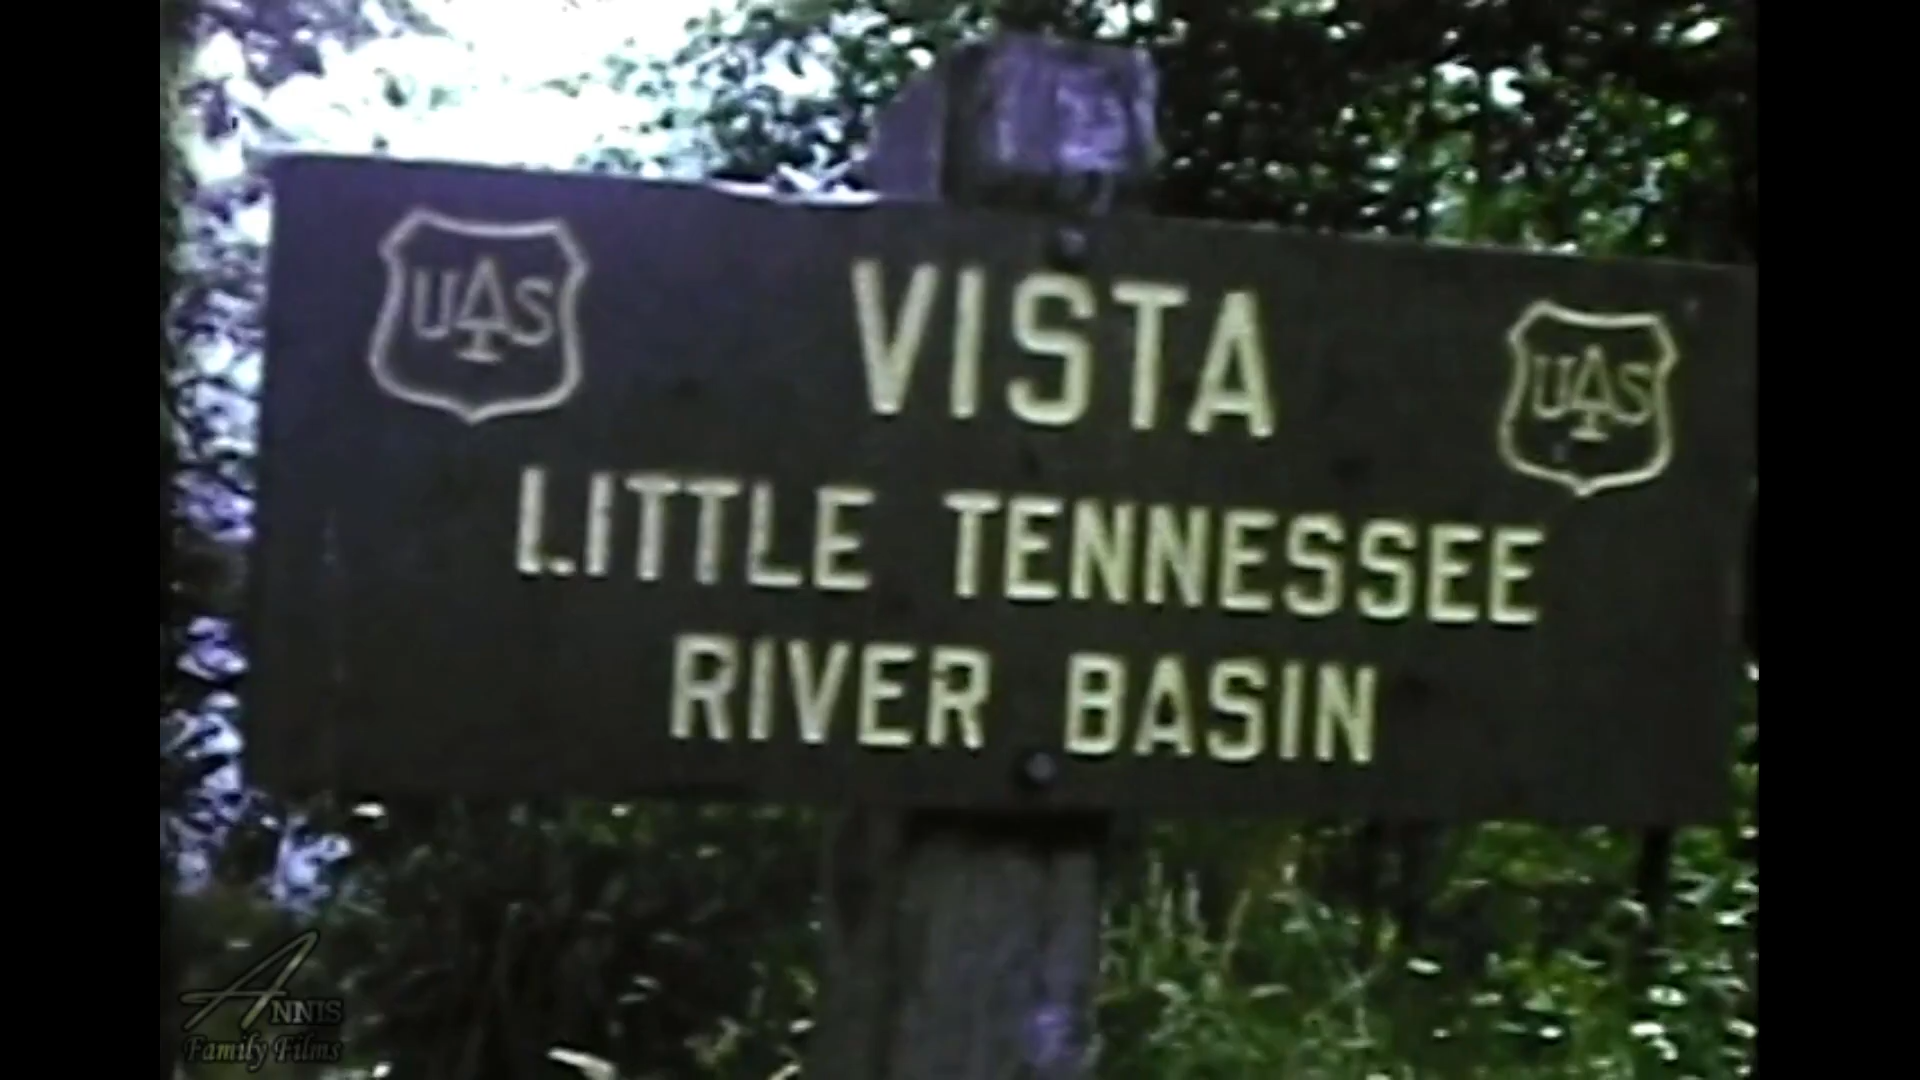 UAS
VISTA
UAS
LITTLE TENNESSEE
RIVER BASIN
ANNIS
Family Films